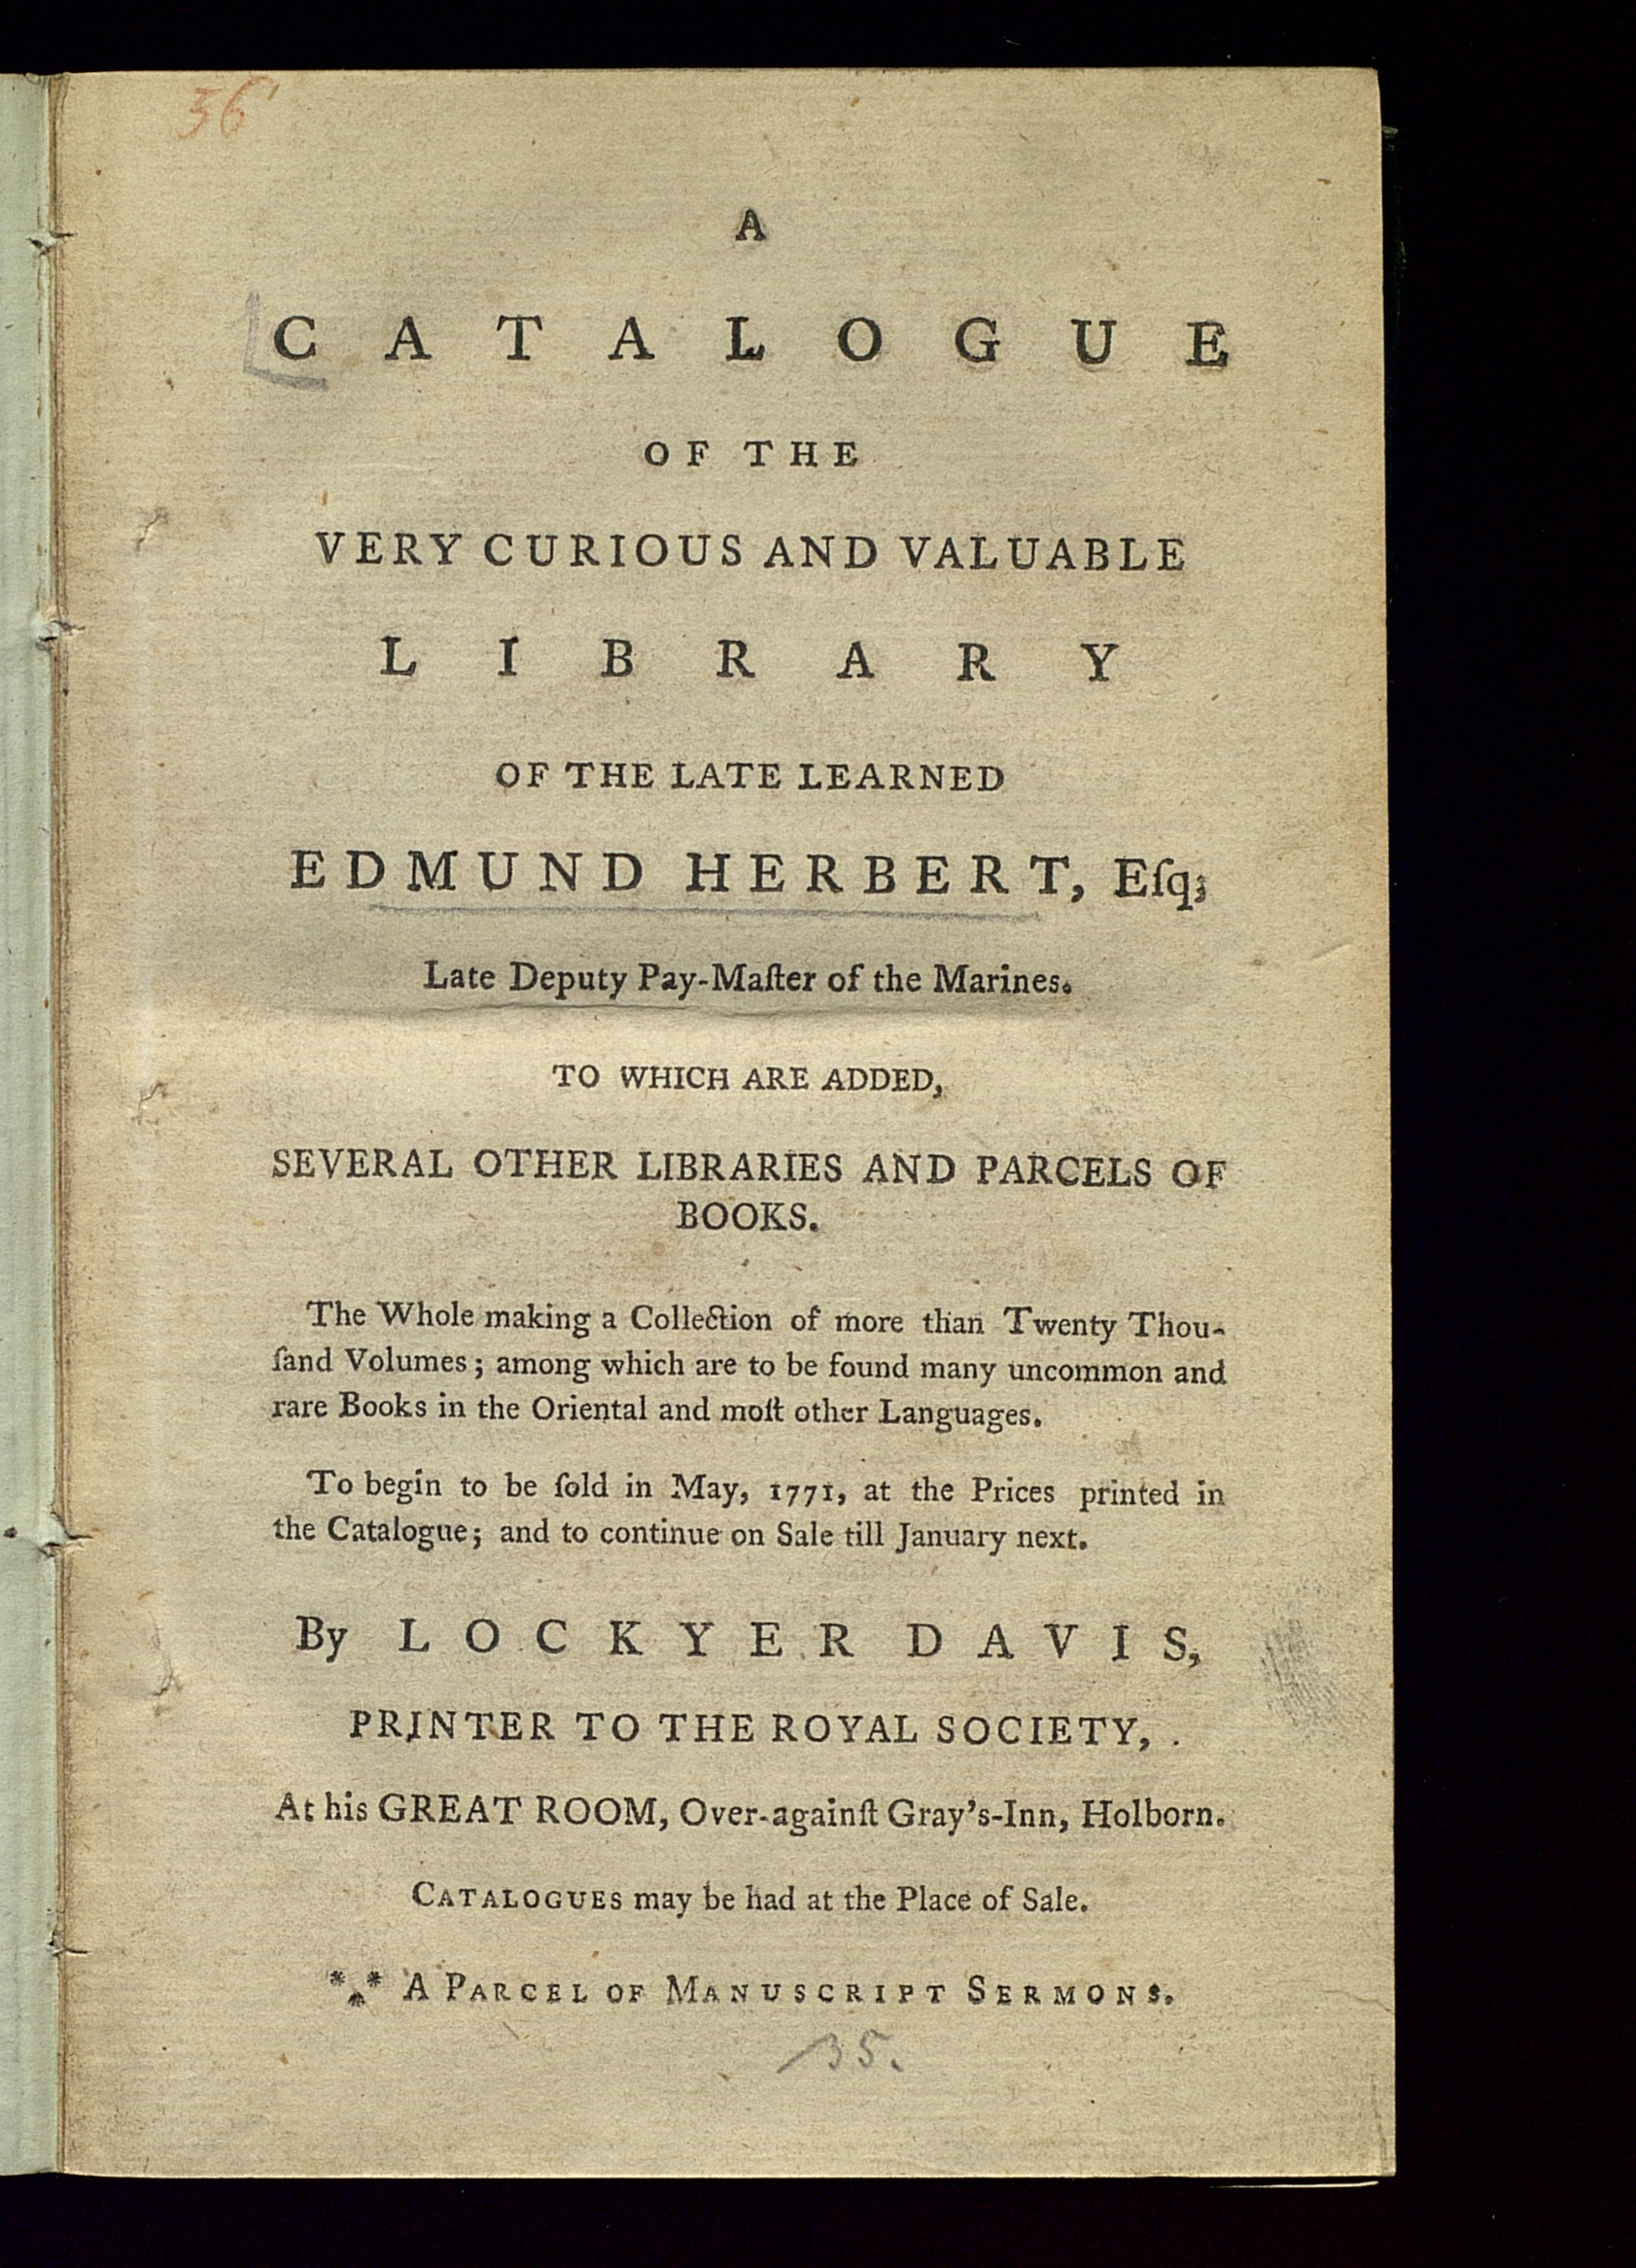 36
A
CATALOGUE
OF THE
VERY CURIOUS AND VALUABLE
LIBRARY
OF THE LATE LEARNED
EDMUND HERBERT, Eſq;
Late Deputy Pay-Maſter of the Marines.
TO WHICH ARE ADDED,
SEVERAL OTHER LIBRARIES AND PARCELS OF
BOOKS.
The Whole making a Collection of more than Twenty Thou-
ſand Volumes; among which are to be found many uncommon and
rare Books in the Oriental and moſt other Languages.
To begin to be ſold in May, 1771, at the Prices printed in
the Catalogue; and to continue on Sale till January next.
By LOCKYER DAVIS,
PRINTER TO THE ROYAL SOCIETY,
At his GREAT ROOM, Over-againſt Gray's-Inn, Holborn.
CATALOGUES may be had at the Place of Sale.
*⁎* A PARCEL OF MANUSCRIPT SERMONS.
35.